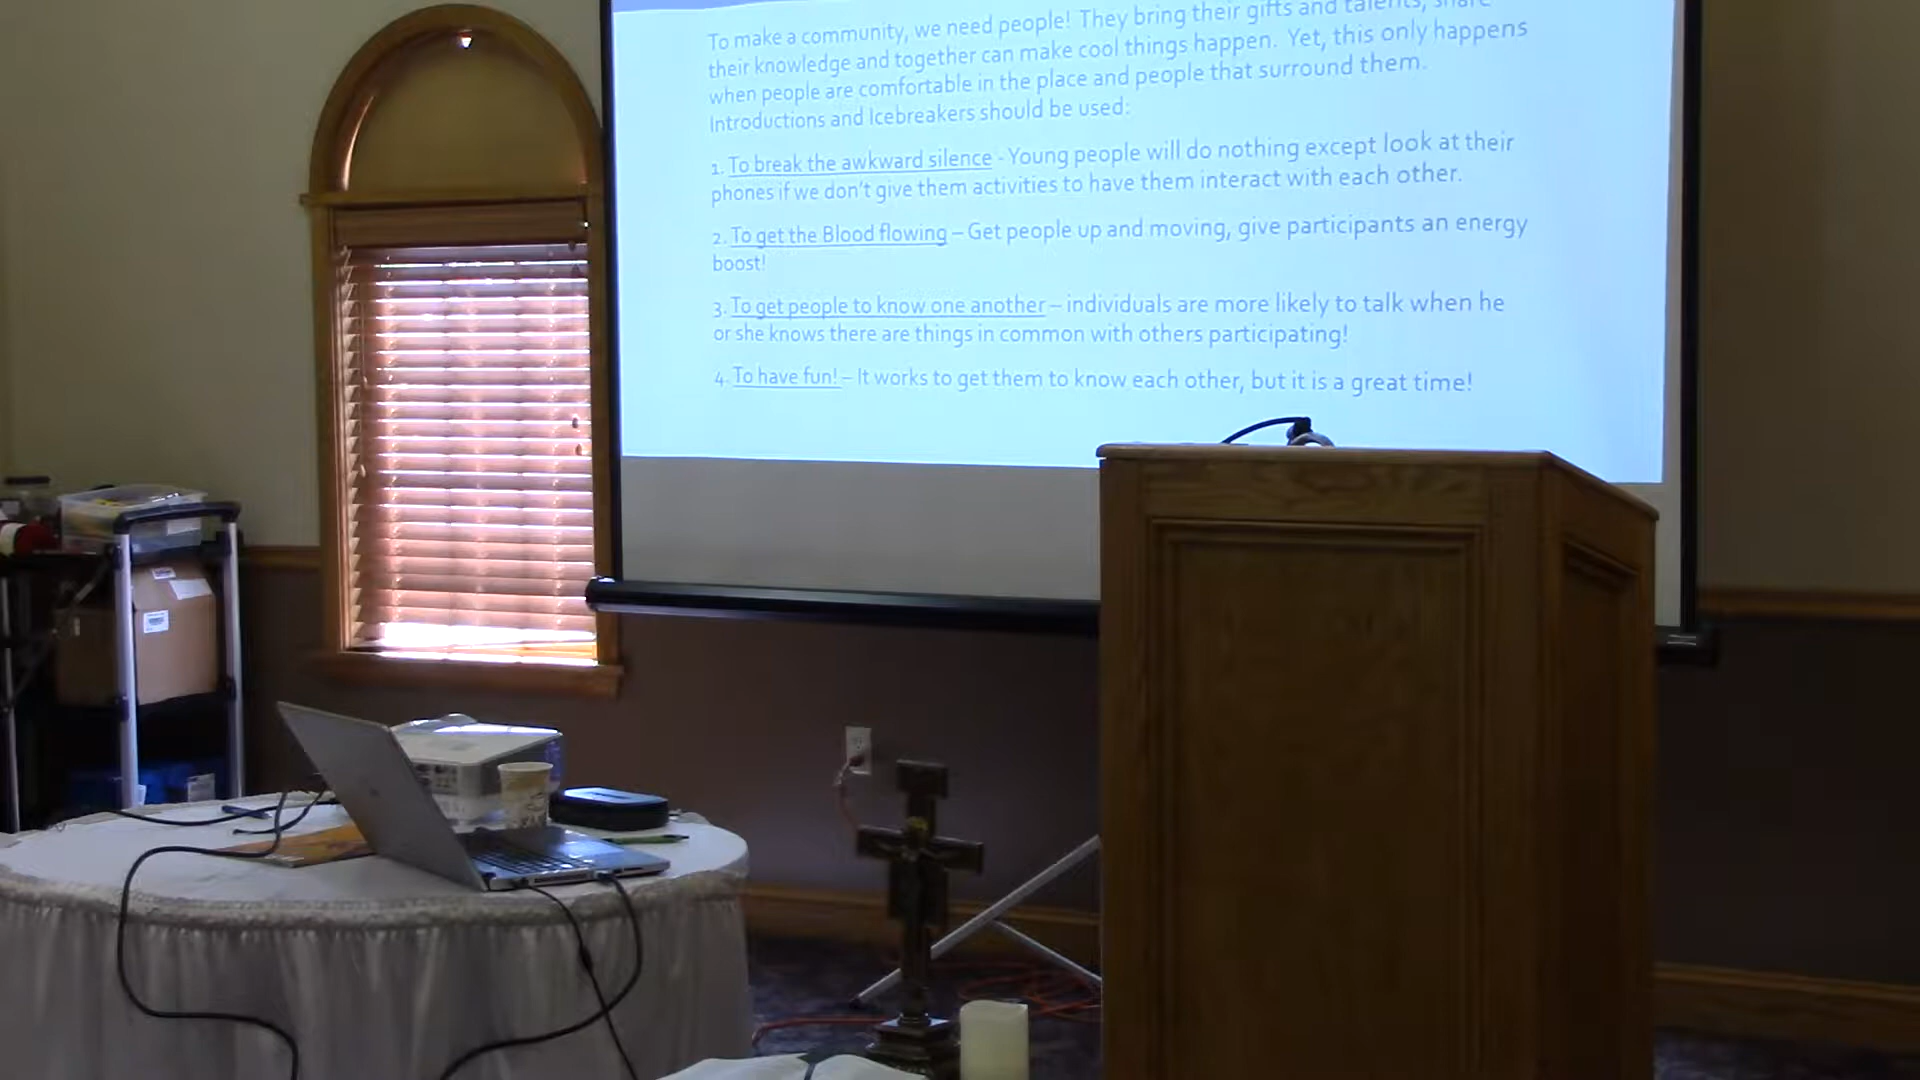 To make a community, we need people! They bring their gifts and talents, share
their knowledge and together can make cool things happen. Yet, this only happens
when people are comfortable in the place and people that surround them.
Introductions and Icebreakers should be used:
1. To break the awkward silence - Young people will do nothing except look at their
phones if we don't give them activities to have them interact with each other.
2. To get the Blood flowing – Get people up and moving, give participants an energy
boost!
3. To get people to know one another – individuals are more likely to talk when he
or she knows there are things in common with others participating!
4. To have fun! – It works to get them to know each other, but it is a great time!